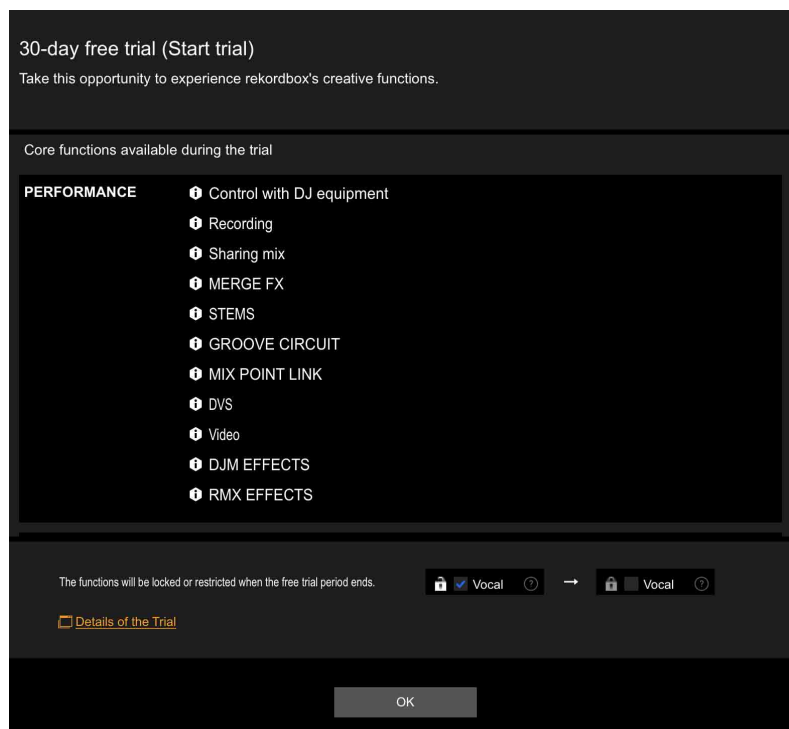 30-day free trial (Start trial)
Take this opportunity to experience rekordbox's creative functions.
Core functions available during the trial
PERFORMANCE
Control with DJ equipment
Recording
Sharing mix
MERGE FX
STEMS
GROOVE CIRCUIT
MIX POINT LINK
DVS
Video
DJM EFFECTS
RMX EFFECTS
The functions will be locked or restricted when the free trial period ends.
Vocal ? → Vocal ?
Details of the Trial
OK